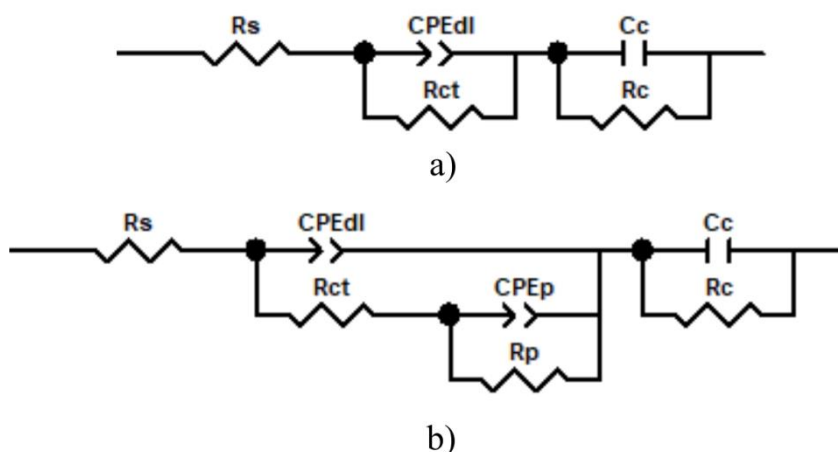 Rs CPEdl Cc
Rct Rc
a)
Rs CPEdl Cc
Rct CPEp Rc
Rp
b)